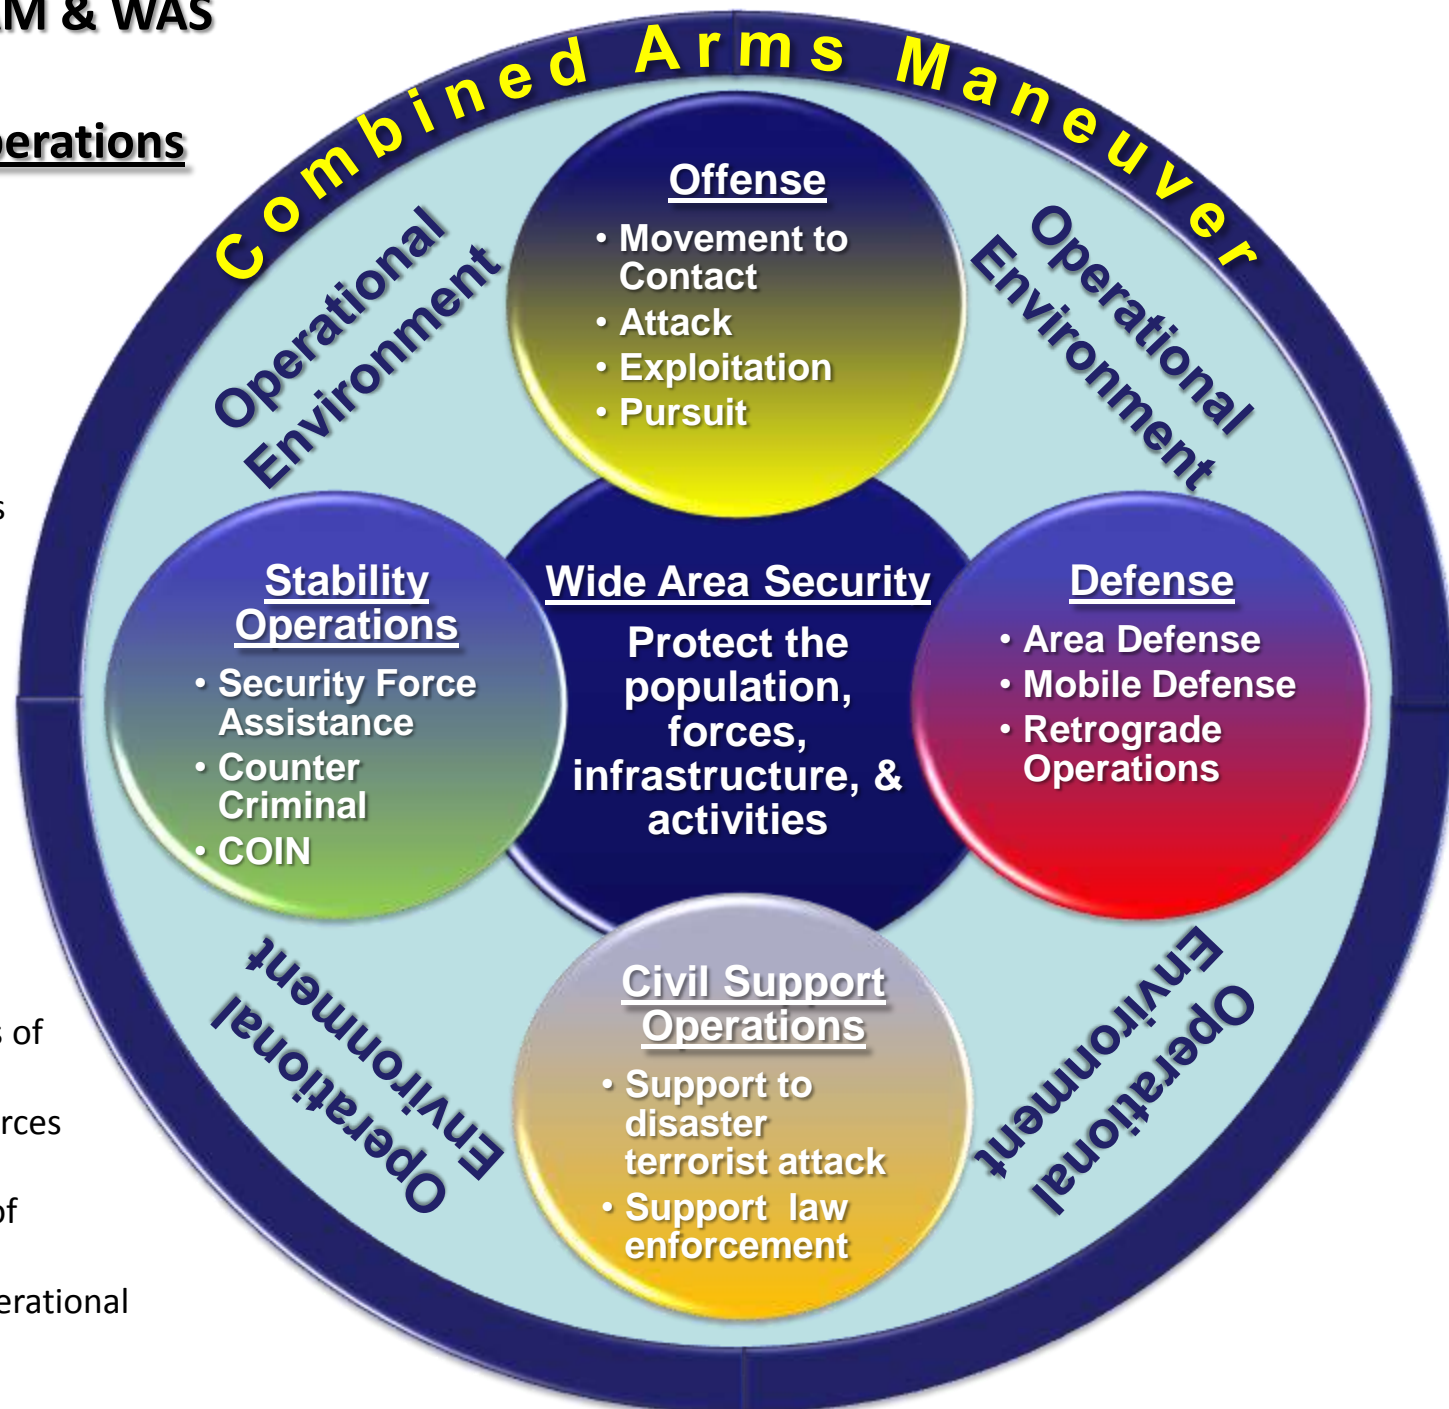 AM & WAS
perations
s
s of
rces
of
erational
Combined Arms Maneuver
Operational
Environment
Operational
Environment
Offense
• Movement to
Contact
• Attack
• Exploitation
• Pursuit
Stability
Operations
• Security Force
Assistance
• Counter
Criminal
• COIN
Wide Area Security
Protect the
population,
forces,
infrastructure, &
activities
Defense
• Area Defense
• Mobile Defense
• Retrograde
Operations
Civil Support
Operations
• Support to
disaster
terrorist attack
• Support law
enforcement
Operational
Environment
Operational
Environment